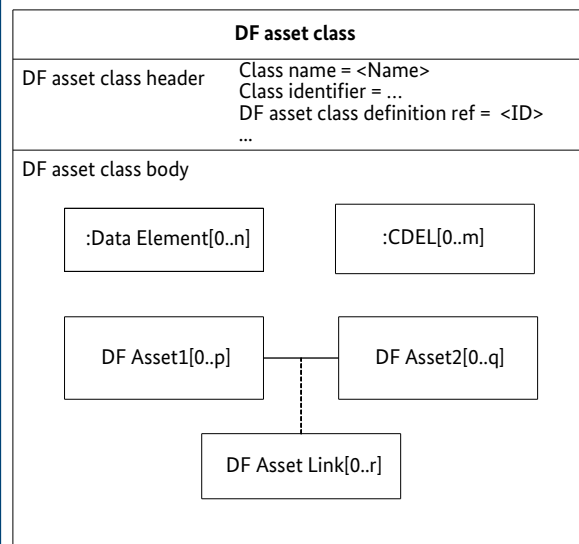 DF asset class
DF asset class header
Class name = <Name>
Class identifier = ...
DF asset class definition ref =  <ID>
...
DF asset class body
:Data Element[0..n]
:CDEL[0..m]
DF Asset1[0..p]
DF Asset2[0..q]
DF Asset Link[0..r]